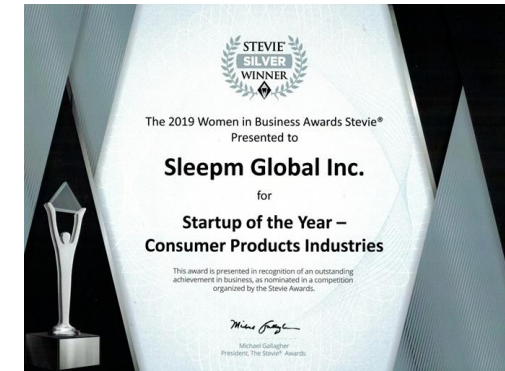 STEVIE®
SILVER
WINNER
The 2019 Women in Business Awards Stevie®
Presented to
Sleepm Global Inc.
for
Startup of the Year –
Consumer Products Industries
This award is presented in recognition of an outstanding
achievement in business, as nominated in a competition
organized by the Stevie Awards.
Michael Gallagher
President, The Stevie® Awards